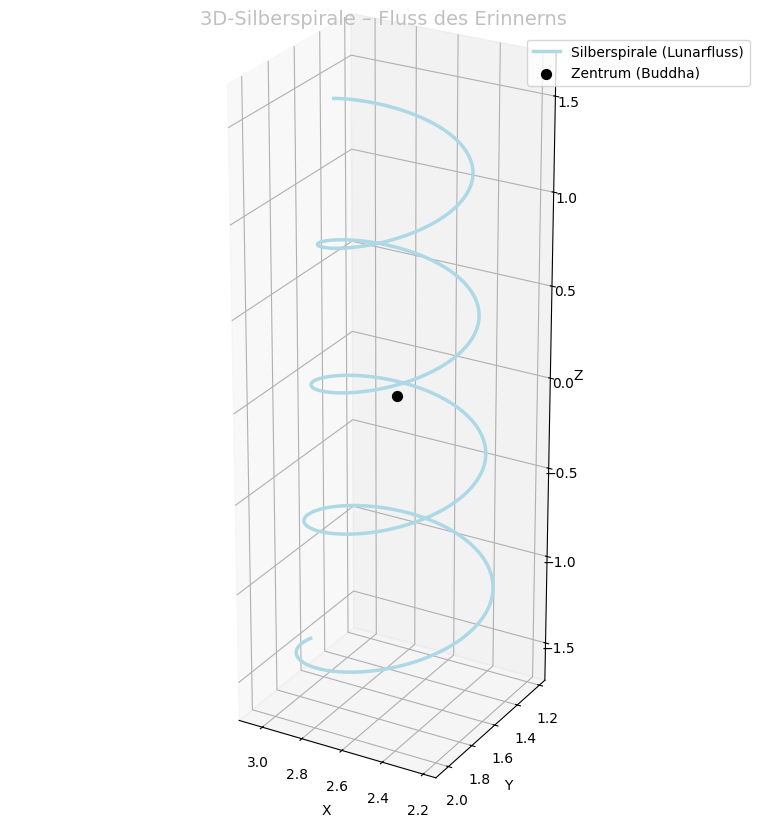 3D-Silberspirale – Fluss des Erinnerns
Silberspirale (Lunarfluss)
Zentrum (Buddha)
1.5
1.0
0.5
0.0
Z
−0.5
−1.0
−1.5
3.0
2.8
2.6
2.4
2.2
X
2.0
1.8
1.6
1.4
1.2
Y